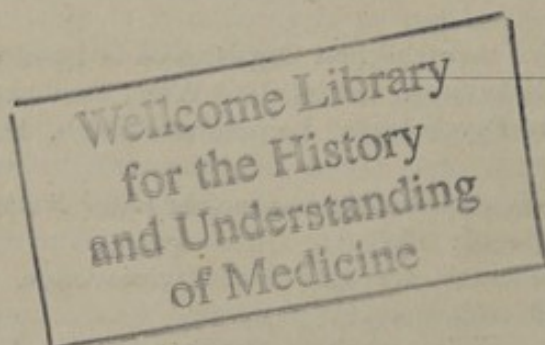 Wellcome Library
for the History
and Understanding
of Medicine